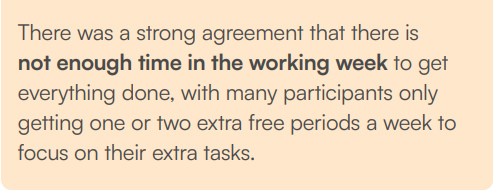 There was a strong agreement that there is
not enough time in the working week to get
everything done, with many participants only
getting one or two extra free periods a week to
focus on their extra tasks.